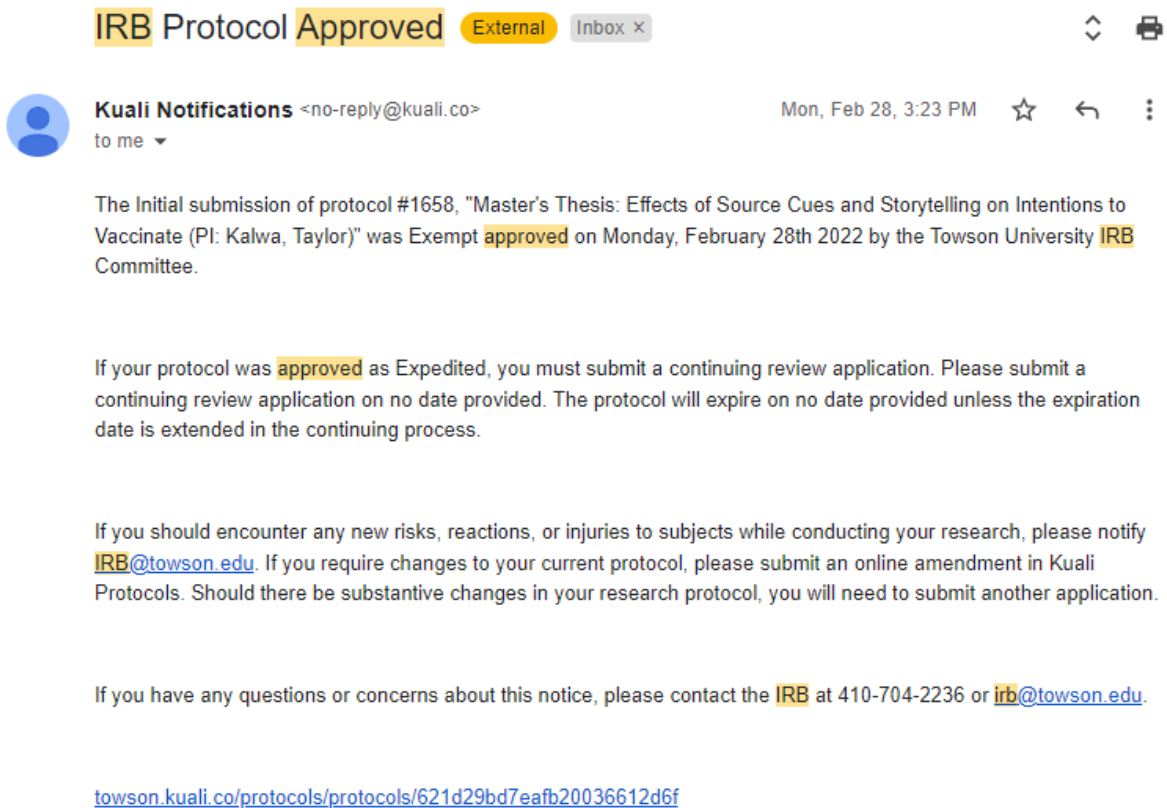 IRB Protocol Approved External Inbox ×
Kuali Notifications <no-reply@kuali.co> Mon, Feb 28, 3:23 PM
to me
The Initial submission of protocol #1658, "Master's Thesis: Effects of Source Cues and Storytelling on Intentions to
Vaccinate (PI: Kalwa, Taylor)" was Exempt approved on Monday, February 28th 2022 by the Towson University IRB
Committee.
If your protocol was approved as Expedited, you must submit a continuing review application. Please submit a
continuing review application on no date provided. The protocol will expire on no date provided unless the expiration
date is extended in the continuing process.
If you should encounter any new risks, reactions, or injuries to subjects while conducting your research, please notify
IRB@towson.edu. If you require changes to your current protocol, please submit an online amendment in Kuali
Protocols. Should there be substantive changes in your research protocol, you will need to submit another application.
If you have any questions or concerns about this notice, please contact the IRB at 410-704-2236 or irb@towson.edu.
towson.kuali.co/protocols/protocols/621d29bd7eafb20036612d6f